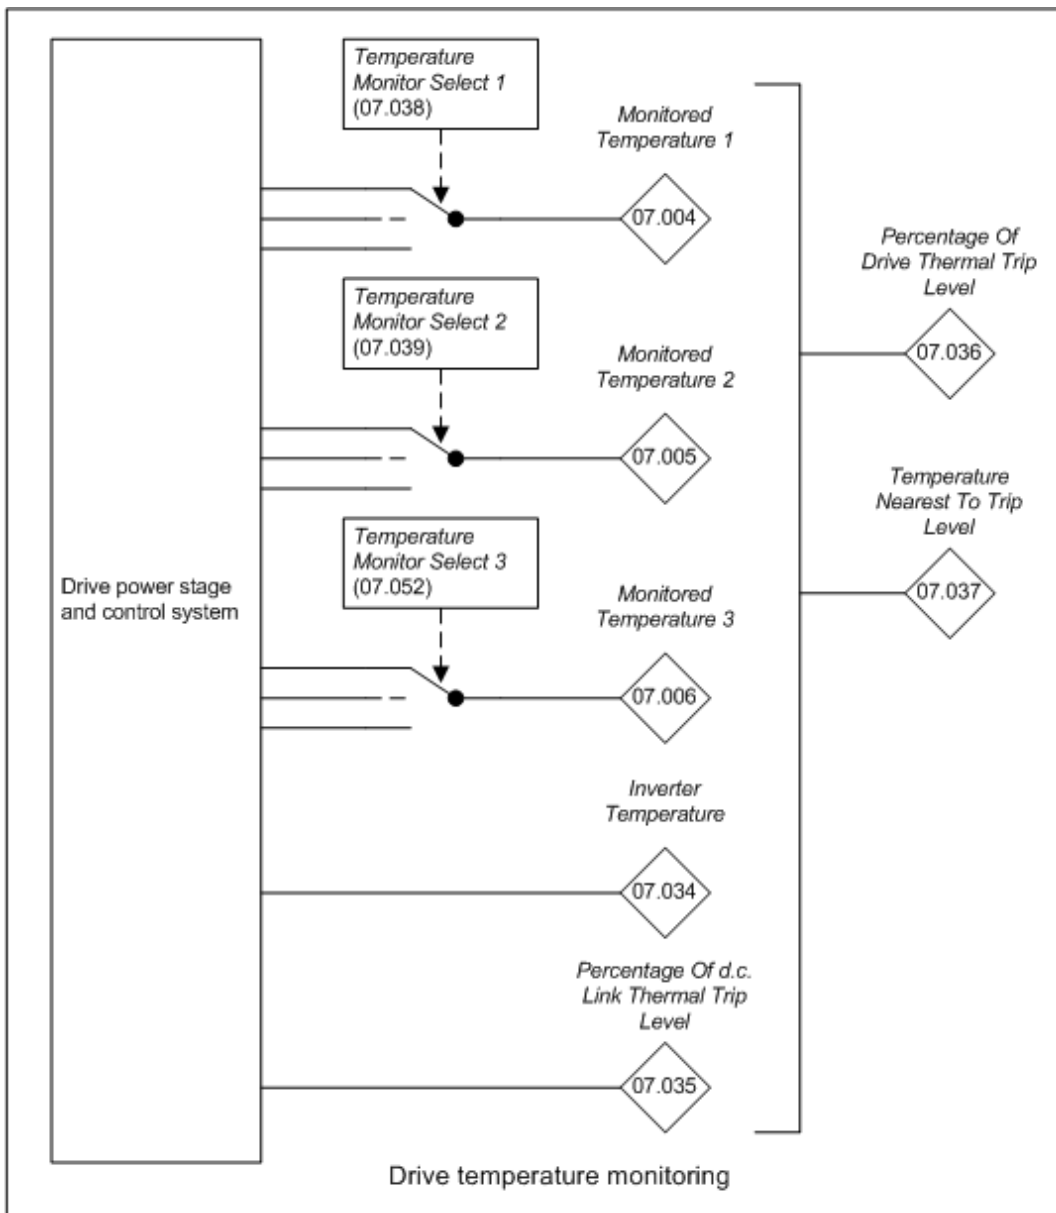 Temperature
Monitor Select 1
(07.038)
Monitored
Temperature 1
07.004
Temperature
Monitor Select 2
(07.039)
Monitored
Temperature 2
07.005
Temperature
Monitor Select 3
(07.052)
Monitored
Temperature 3
07.006
Drive power stage
and control system
Inverter
Temperature
07.034
Percentage Of d.c.
Link Thermal Trip
Level
07.035
Percentage Of
Drive Thermal Trip
Level
07.036
Temperature
Nearest To Trip
Level
07.037
Drive temperature monitoring